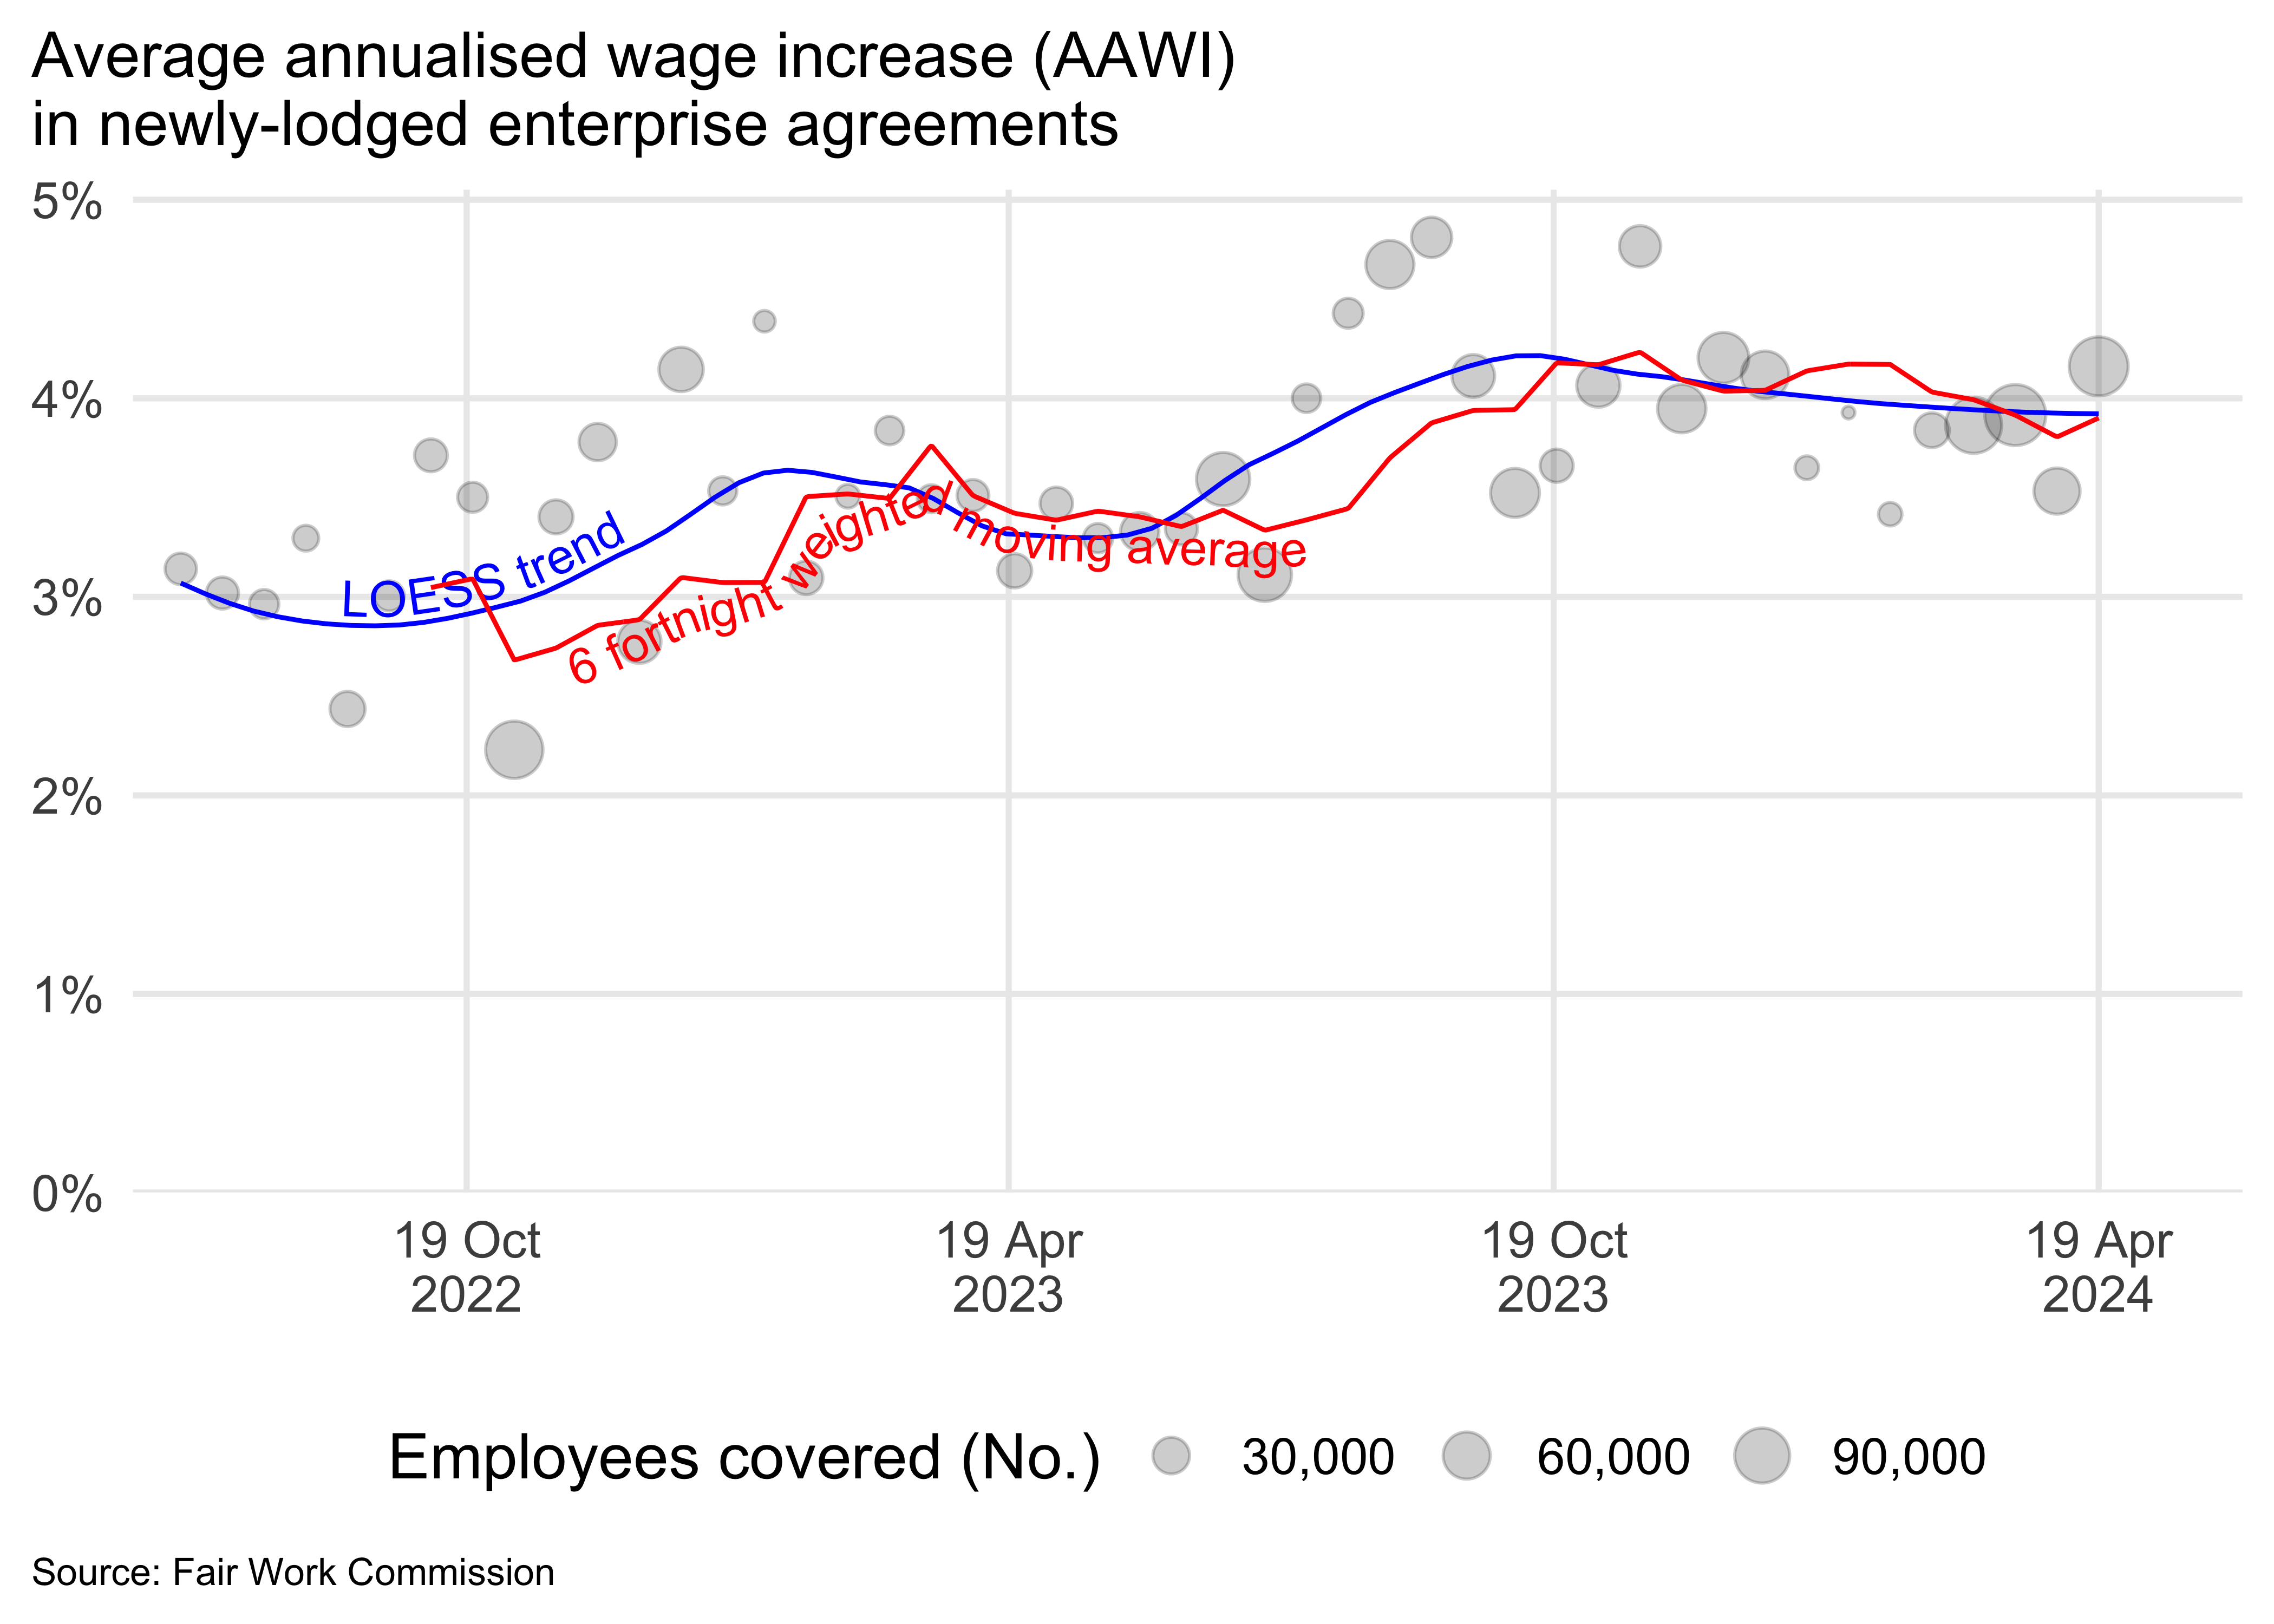 Average annualised wage increase (AAWI)
in newly-lodged enterprise agreements
5%
4%
3%
2%
1%
0%
LOESS trend
6 fortnight weighted moving average
19 Oct
2022
19 Apr
2023
19 Oct
2023
19 Apr
2024
Employees covered (No.)
30,000
60,000
90,000
Source: Fair Work Commission